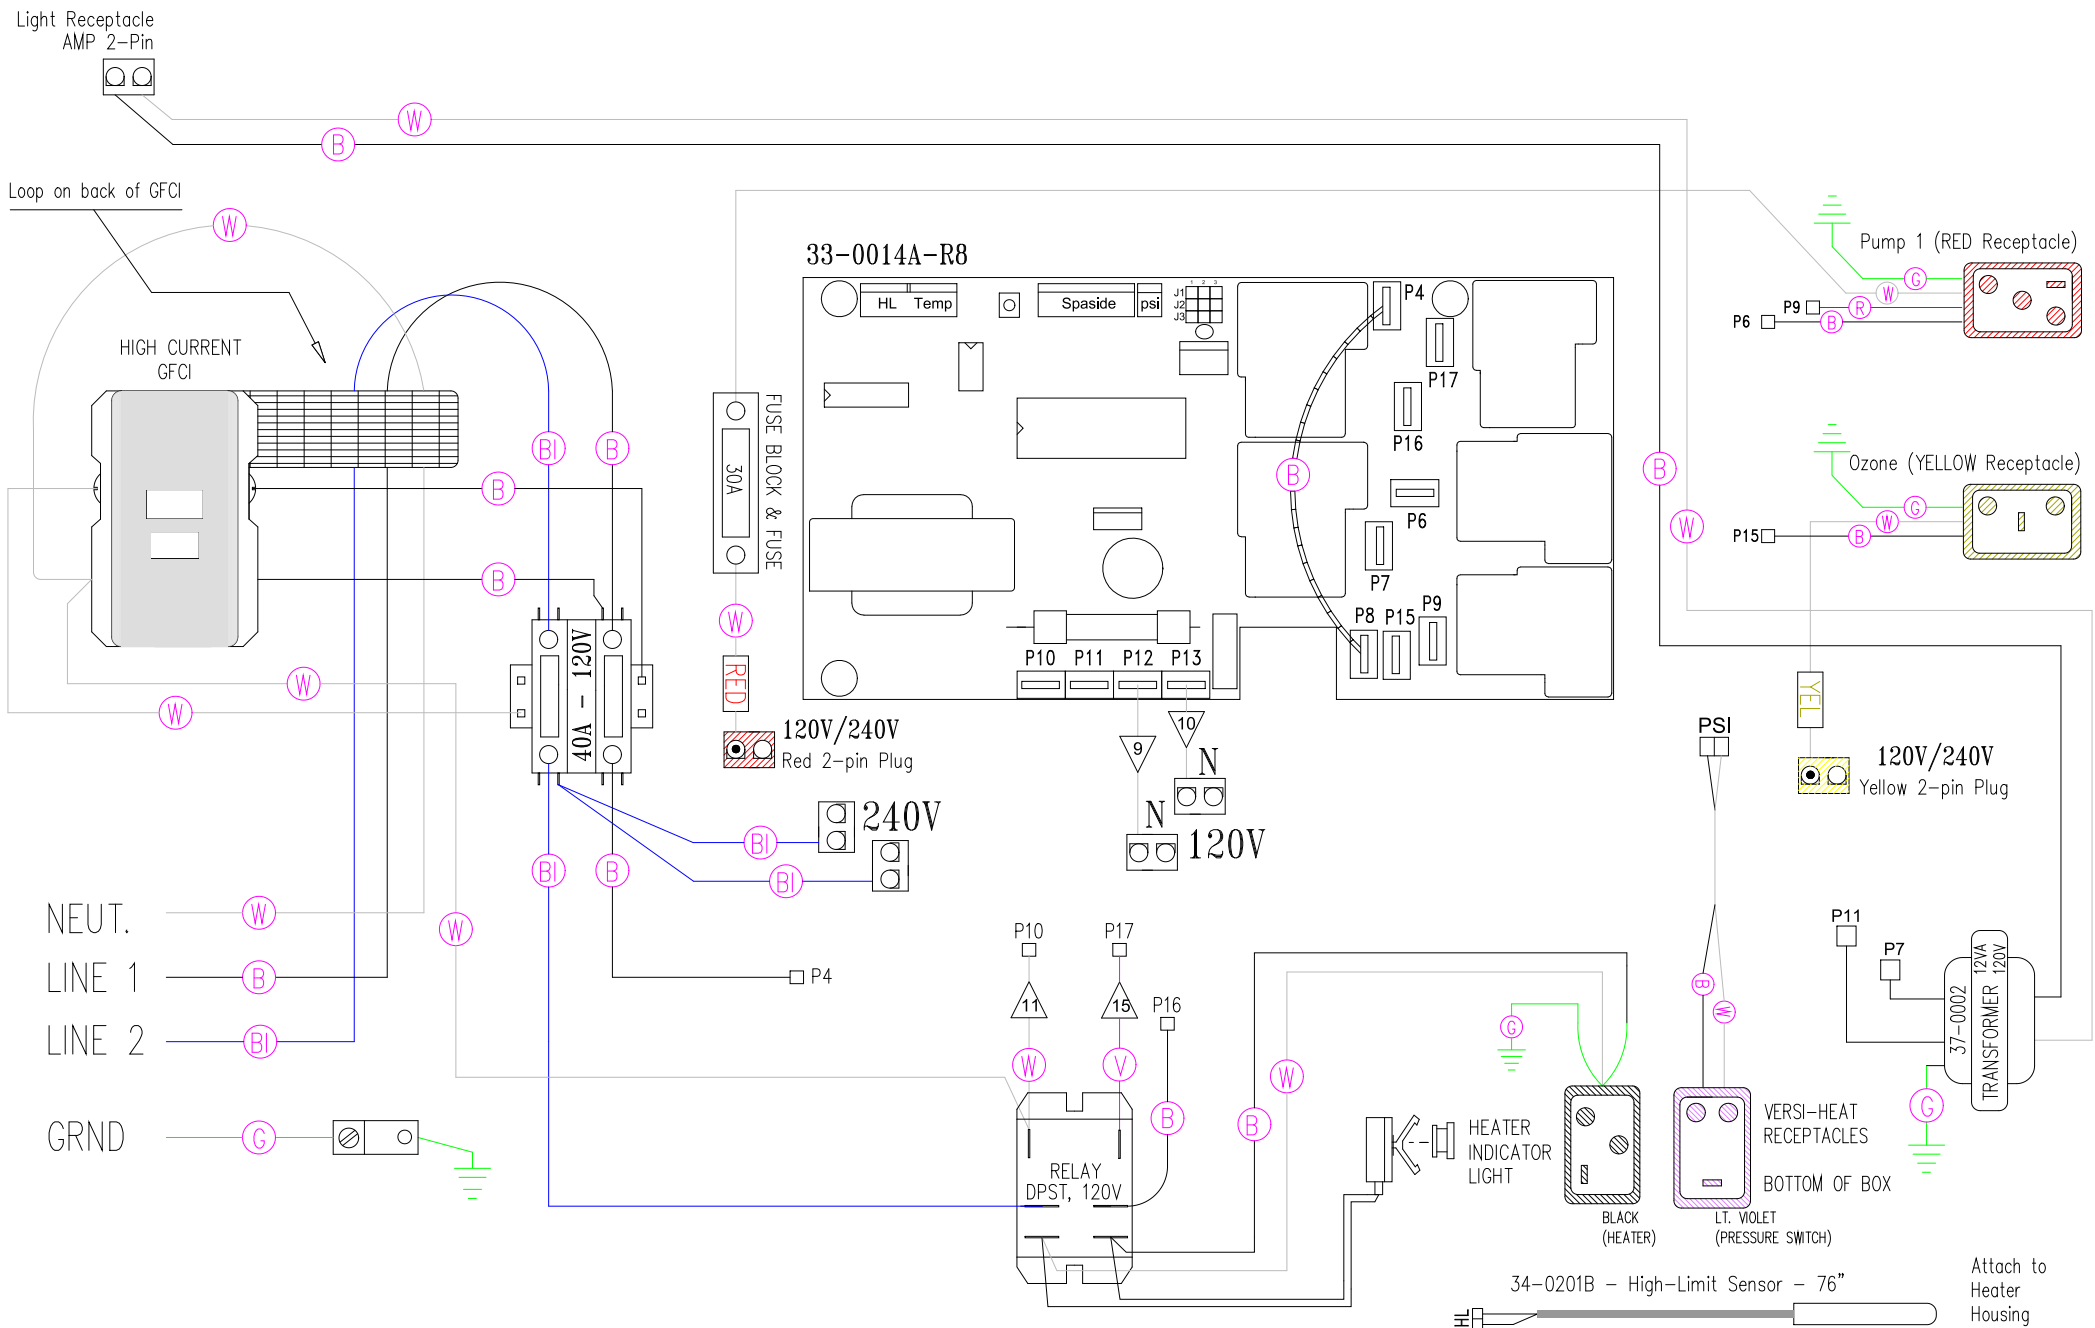 Light Receptacle
AMP 2-Pin
W
B
Loop on back of GFCI
W
HIGH CURRENT
GFCI
Bl
B
B
B
W
W
40A - 120V
FUSE BLOCK & FUSE
30A
W
RED
120V/240V
Red 2-pin Plug
33-0014A-R8
HL Temp
Spaside
psi
1 2 3
J1
J2
J3
P4
P17
P16
B
P6
P7
P8
P15
P9
P10
P11
P12
P13
9
10
N
N
120V
Bl
240V
Bl
Bl
B
Pump 1 (RED Receptacle)
G
W
P9
R
P6
B
Ozone (YELLOW Receptacle)
G
W
P15
B
B
W
YEL
120V/240V
Yellow 2-pin Plug
PSI
B
W
NEUT.
W
W
LINE 1
B
P4
LINE 2
Bl
GRND
G
P10
11
W
P17
15
V
P16
B
RELAY
DPST, 120V
B
W
G
HEATER
INDICATOR
LIGHT
BLACK
(HEATER)
VERSI-HEAT
RECEPTACLES
BOTTOM OF BOX
LT. VIOLET
(PRESSURE SWITCH)
P11
P7
37-0002
TRANSFORMER
12VA
120V
G
34-0201B - High-Limit Sensor - 76"
HL
Attach to
Heater
Housing